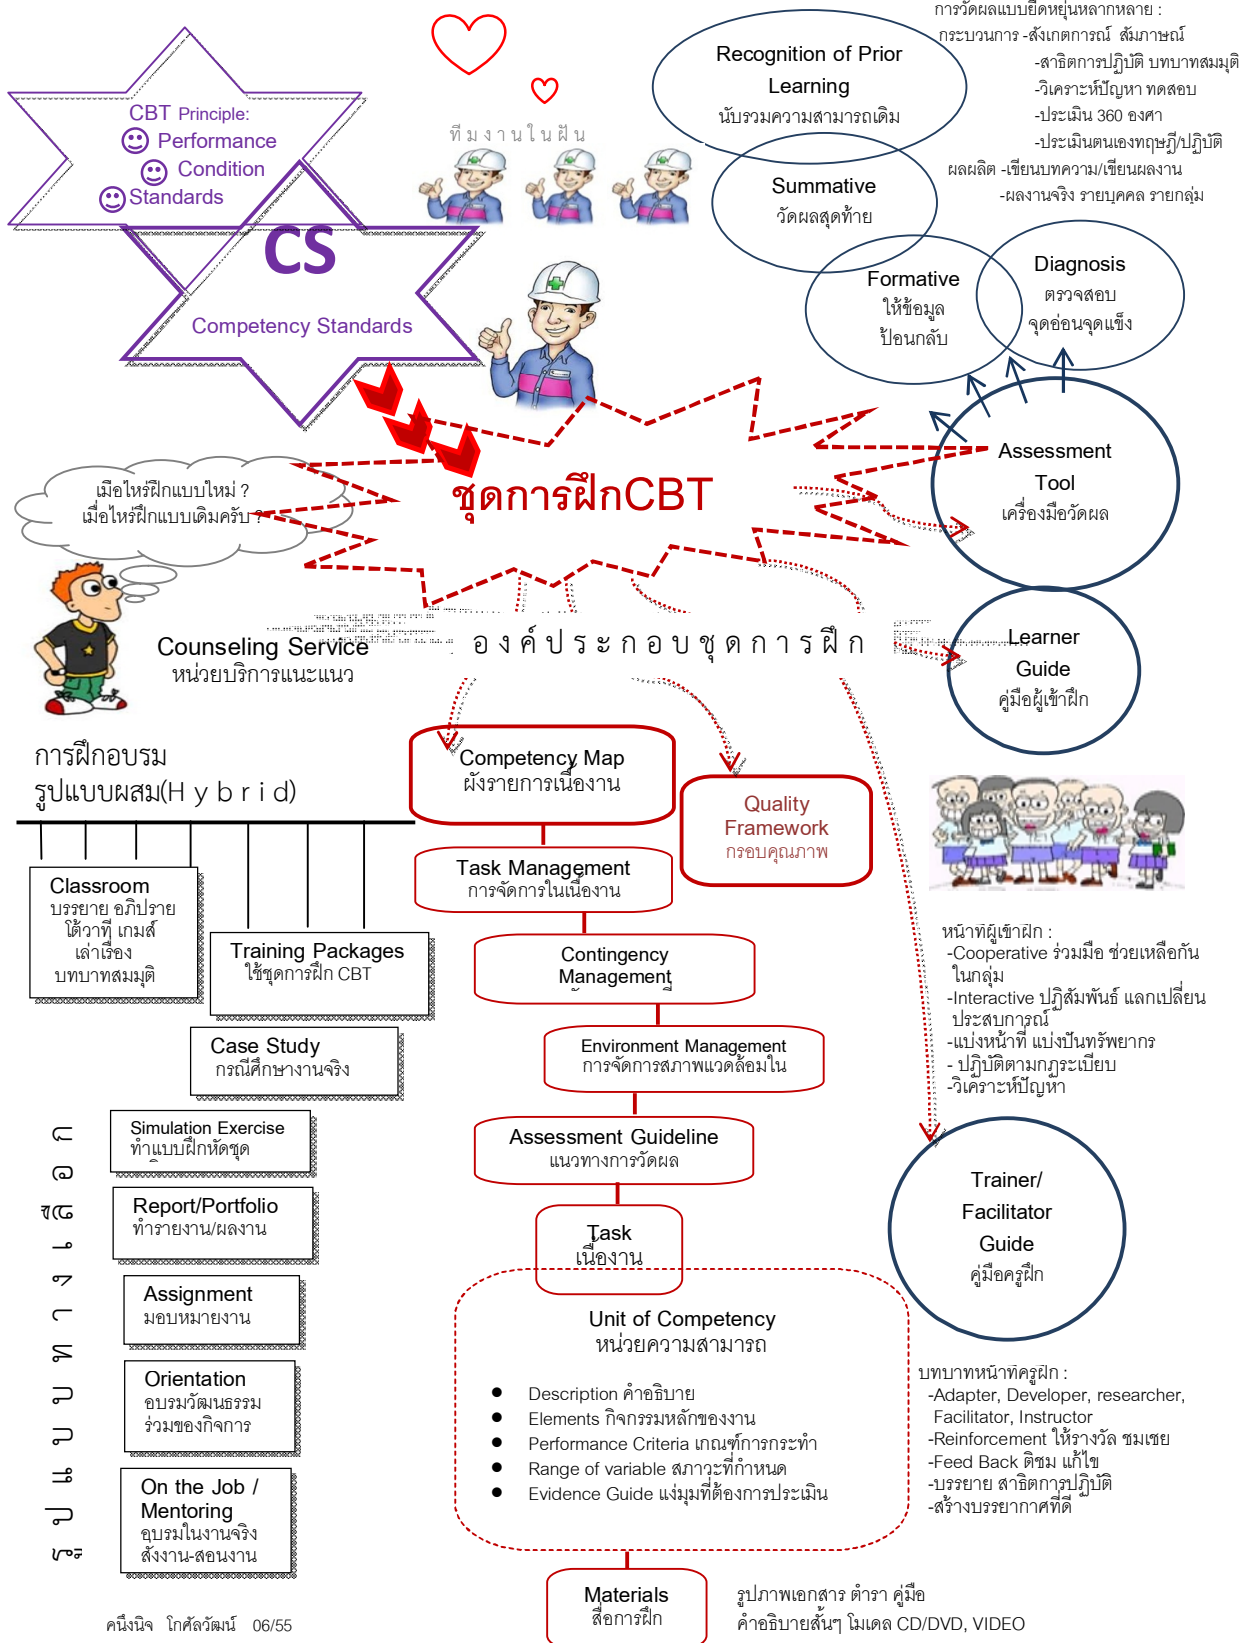 การวัดผลแบบยืดหยุ่นหลากหลาย :
กระบวนการ -สังเกตการณ์ สัมภาษณ์
-สาธิตการปฏิบัติ บทบาทสมมุติ
-วิเคราะห์ปัญหา ทดสอบ
-ประเมิน 360 องศา
-ประเมินตนเองทฤษฎี/ปฏิบัติ
ผลผลิต -เขียนบทความ/เขียนผลงาน
-ผลงานจริง รายบุคคล รายกลุ่ม
Recognition of Prior
Learning
นับรวมความสามารถเดิม
Summative
วัดผลสุดท้าย
Formative
ให้ข้อมูล
ป้อนกลับ
Diagnosis
ตรวจสอบ
จุดอ่อนจุดแข็ง
CBT Principle:
Performance
Condition
Standards
ทีมงานในฝัน
CS
Competency Standards
ชุดการฝึกCBT
Assessment
Tool
เครื่องมือวัดผล
เมื่อไหร่ฝึกแบบใหม่ ?
เมื่อไหร่ฝึกแบบเดิมครับ ?
Counseling Service
หน่วยบริการแนะแนว
องค์ประกอบชุดการฝึก
Learner
Guide
คู่มือผู้เข้าฝึก
การฝึกอบรม
รูปแบบผสม(Hybrid)
Competency Map
ผังรายการเนื้องาน
Quality
Framework
กรอบคุณภาพ
Task Management
การจัดการในเนื้องาน
Classroom
บรรยาย อภิปราย
โต้วาที เกมส์
เล่าเรื่อง
บทบาทสมมุติ
Training Packages
ใช้ชุดการฝึก CBT
Contingency
Management
หน้าที่ผู้เข้าฝึก :
-Cooperative ร่วมมือ ช่วยเหลือกัน
ในกลุ่ม
-Interactive ปฏิสัมพันธ์ แลกเปลี่ยน
ประสบการณ์
-แบ่งหน้าที่ แบ่งปันทรัพยากร
- ปฏิบัติตามกฎระเบียบ
-วิเคราะห์ปัญหา
Case Study
กรณีศึกษางานจริง
Environment Management
การจัดการสภาพแวดล้อมใน
รูปแบบทางเลือก
Simulation Exercise
ทำแบบฝึกหัดชุด
Assessment Guideline
แนวทางการวัดผล
Report/Portfolio
ทำรายงาน/ผลงาน
Task
เนื้องาน
Trainer/
Facilitator
Guide
คู่มือครูฝึก
Assignment
มอบหมายงาน
Unit of Competency
หน่วยความสามารถ
● Description คำอธิบาย
● Elements กิจกรรมหลักของงาน
● Performance Criteria เกณฑ์การกระทำ
● Range of variable สภาวะที่กำหนด
● Evidence Guide แง่มุมที่ต้องการประเมิน
Orientation
อบรมวัฒนธรรม
ร่วมของกิจการ
On the Job /
Mentoring
อบรมในงานจริง
สั่งงาน-สอนงาน
บทบาทหน้าที่ครูฝึก :
-Adapter, Developer, researcher,
Facilitator, Instructor
-Reinforcement ให้รางวัล ชมเชย
-Feed Back ติชม แก้ไข
-บรรยาย สาธิตการปฏิบัติ
-สร้างบรรยากาศที่ดี
Materials
สื่อการฝึก
รูปภาพเอกสาร ตำรา คู่มือ
คำอธิบายสั้นๆ โมเดล CD/DVD, VIDEO
คนึงนิจ โกศัลวัฒน์ 06/55